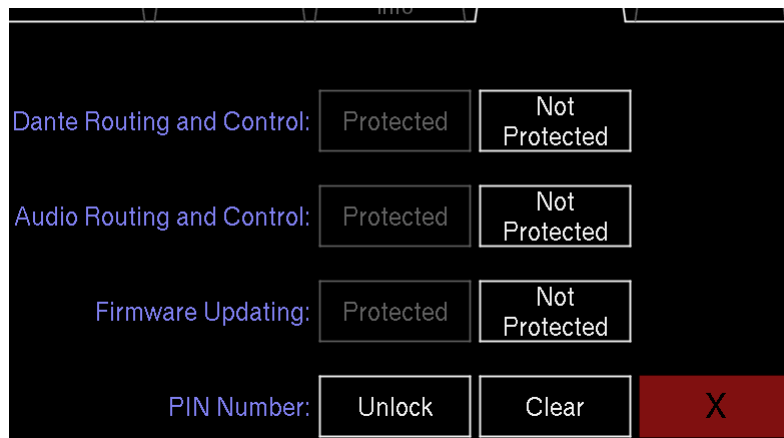 Info
Dante Routing and Control: Protected Not Protected
Audio Routing and Control: Protected Not Protected
Firmware Updating: Protected Not Protected
PIN Number: Unlock Clear X